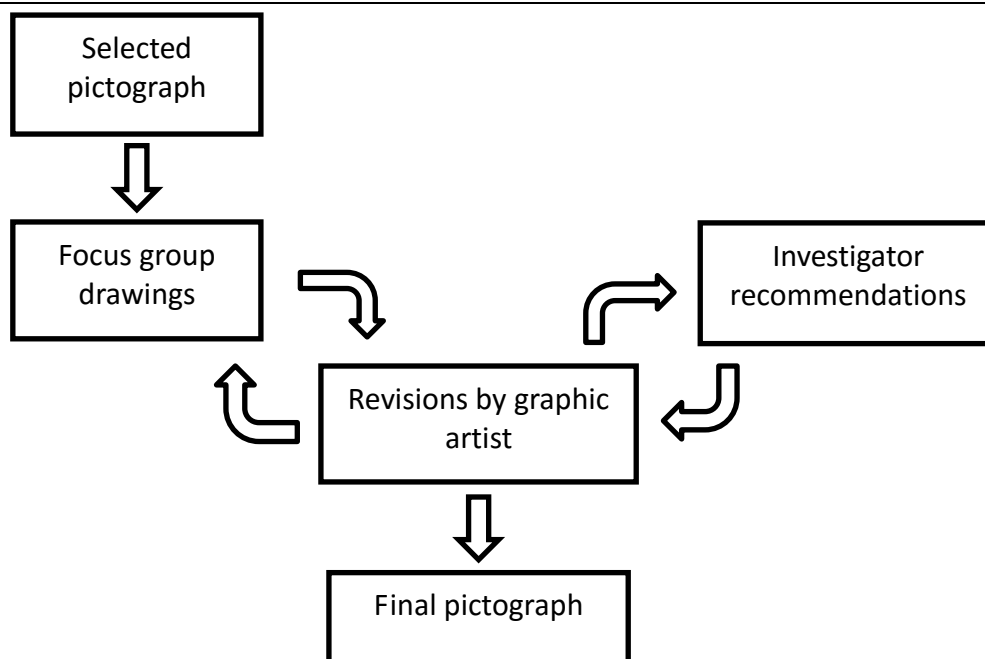 Selected
pictograph
Focus group
drawings
Investigator
recommendations
Revisions by graphic
artist
Final pictograph